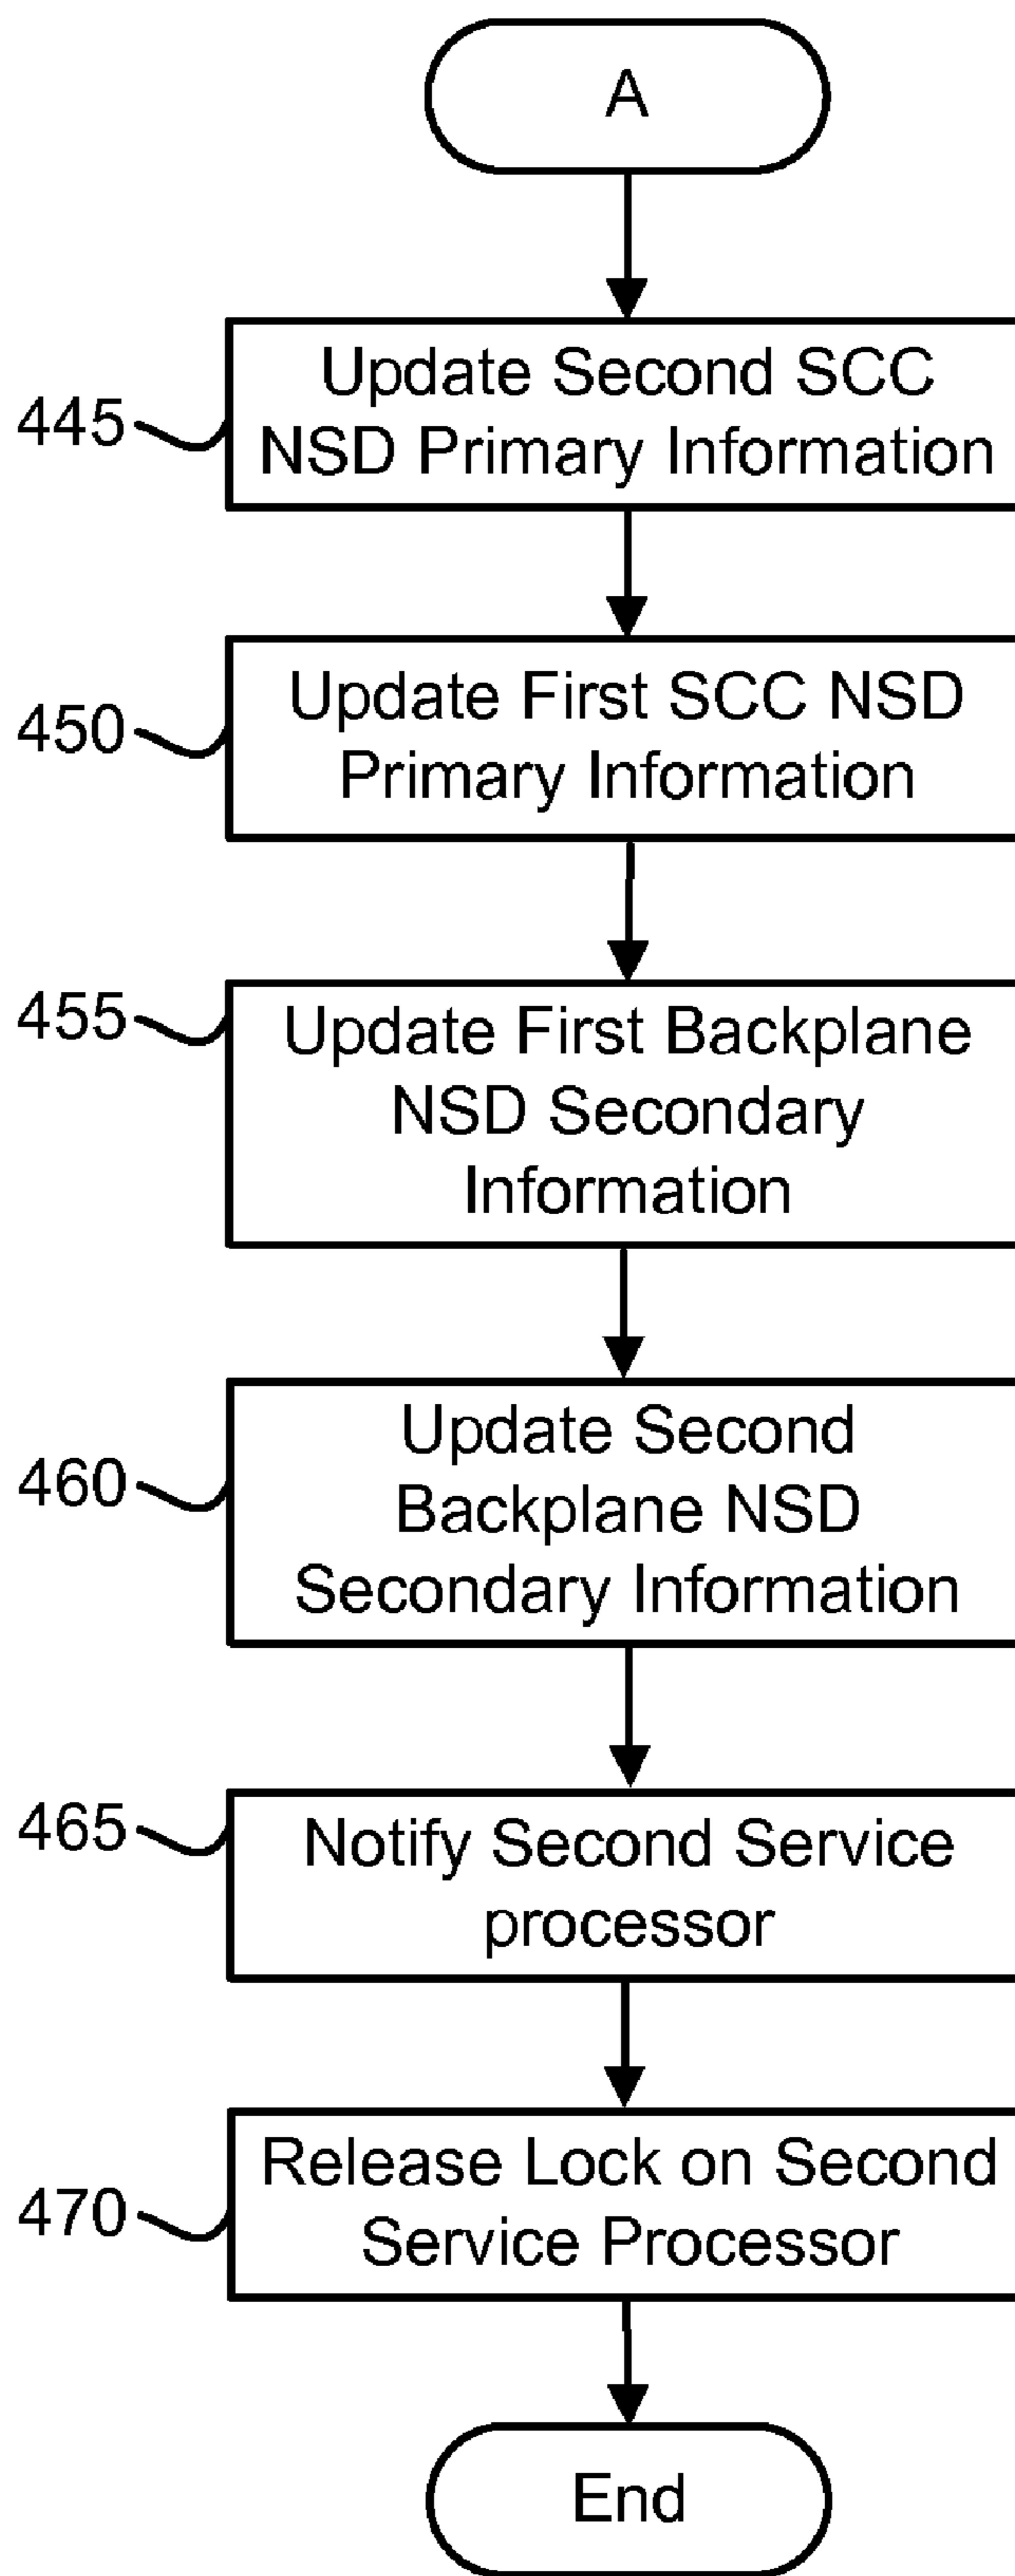 A
445
Update Second SCC
NSD Primary Information
450
Update First SCC NSD
Primary Information
455
Update First Backplane
NSD Secondary
Information
460
Update Second
Backplane NSD
Secondary Information
465
Notify Second Service
processor
470
Release Lock on Second
Service Processor
End